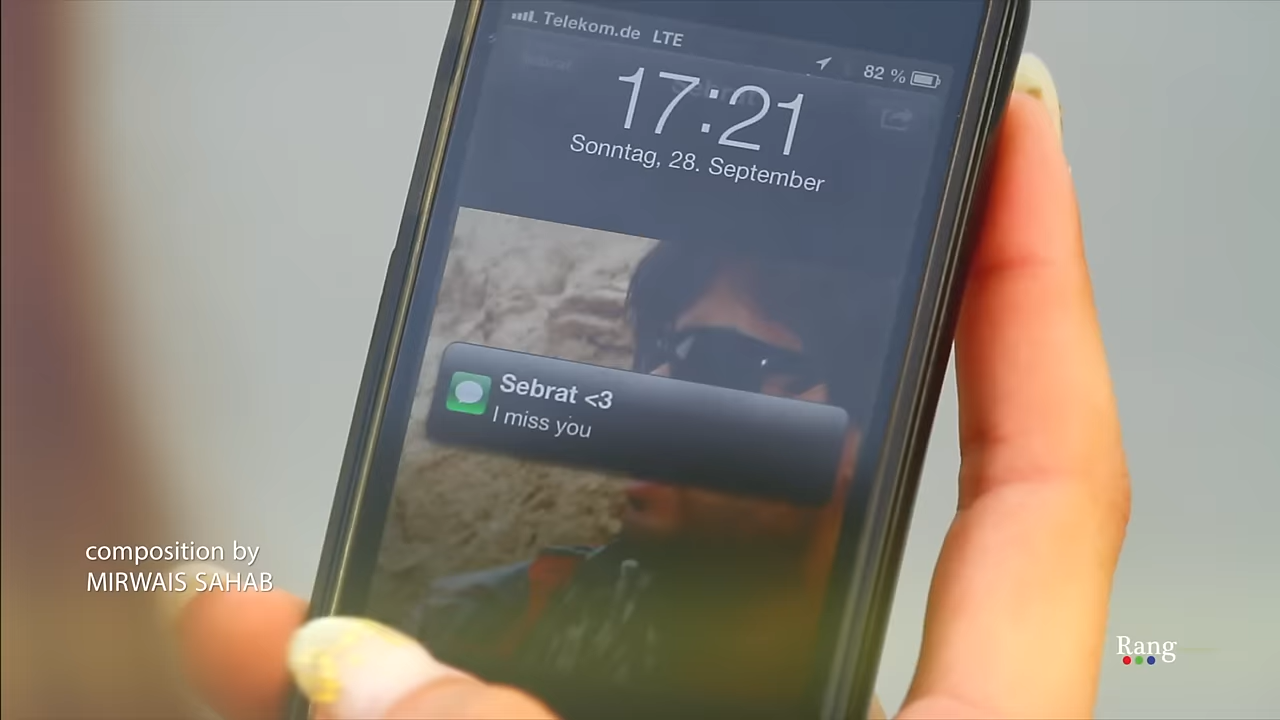 Telekom.de LTE 82 %
17:21
Sonntag, 28. September
Sebrat <3
I miss you
composition by
MIRWAIS SAHAB
Rang